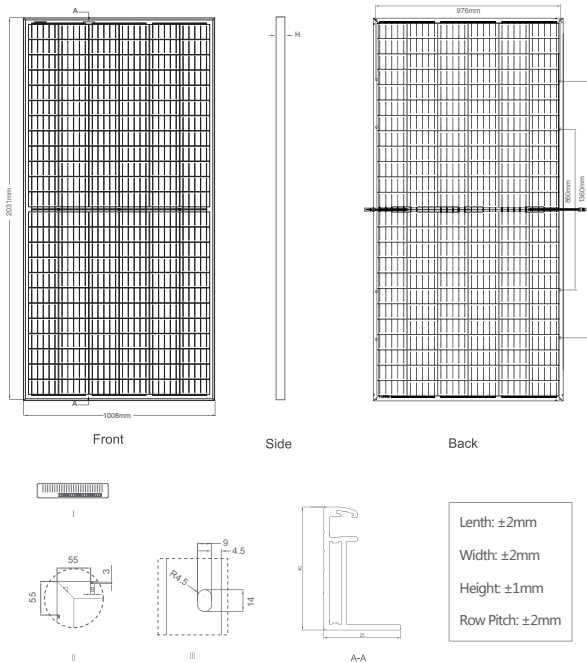 A
976mm
H
2031mm
860mm
1360mm
A
1008mm
Front
Side
Back
I
55
3
55
II
9
4.5
R4.5
14
III
A-A
Lenth: ±2mm
Width: ±2mm
Height: ±1mm
Row Pitch: ±2mm